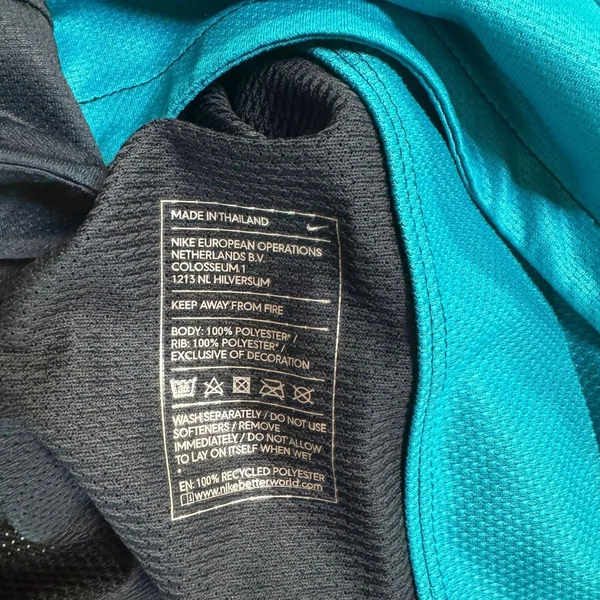 MADE IN THAILAND
NIKE EUROPEAN OPERATIONS
NETHERLANDS B.V.
COLOSSEUM 1
1213 NL HILVERSUM
KEEP AWAY FROM FIRE
BODY: 100% POLYESTER* /
RIB: 100% POLYESTER* /
EXCLUSIVE OF DECORATION
WASH SEPARATELY / DO NOT USE
SOFTENERS / REMOVE
IMMEDIATELY / DO NOT ALLOW
TO LAY ON ITSELF WHEN WET
*
EN: 100% RECYCLED POLYESTER
www.nikebetterworld.com